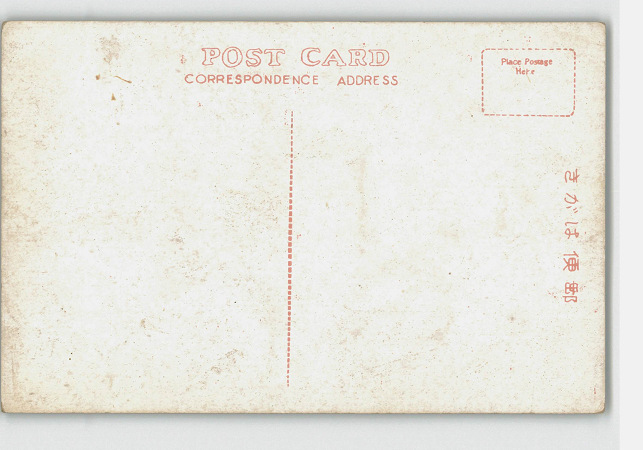 POST CARD
CORRESPONDENCE ADDRESS
Place Postage
Here
きがは便郵